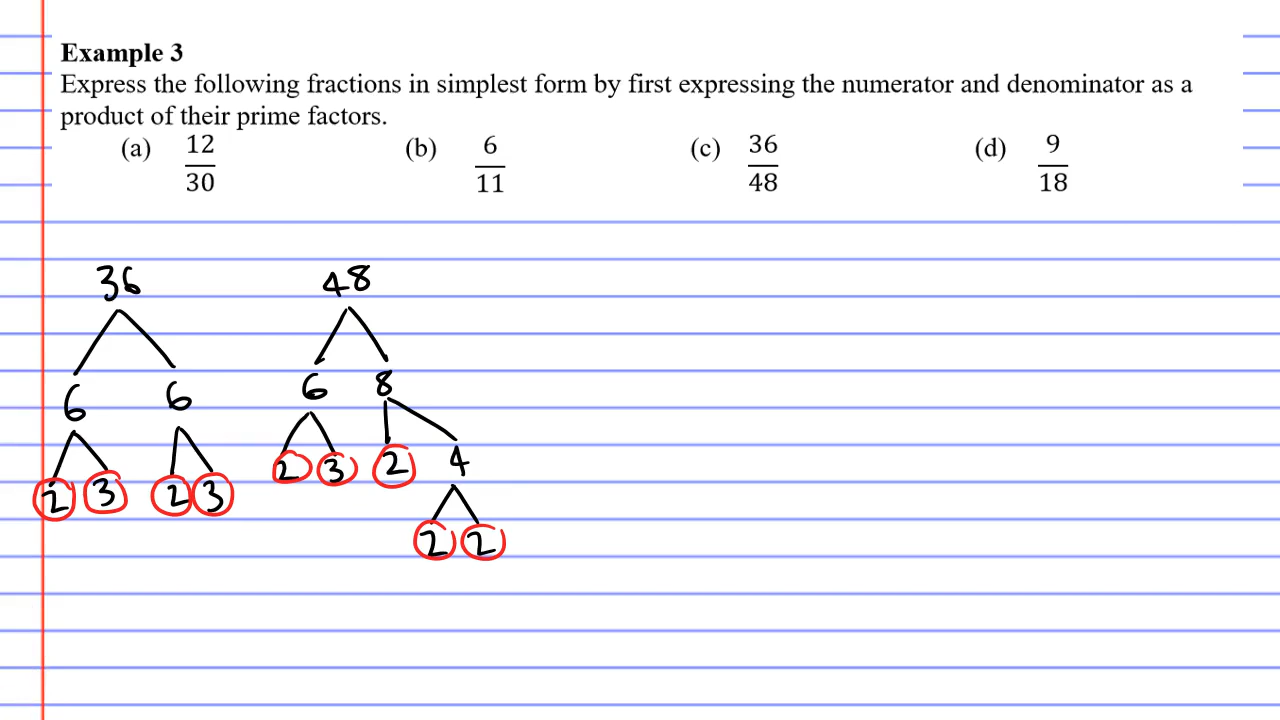 Example 3
Express the following fractions in simplest form by first expressing the numerator and denominator as a
product of their prime factors.
(a) 12/30 (b) 6/11 (c) 36/48 (d) 9/18
36 48
6 6 6 8
2 3 2 3 2 3 2 4
2 2